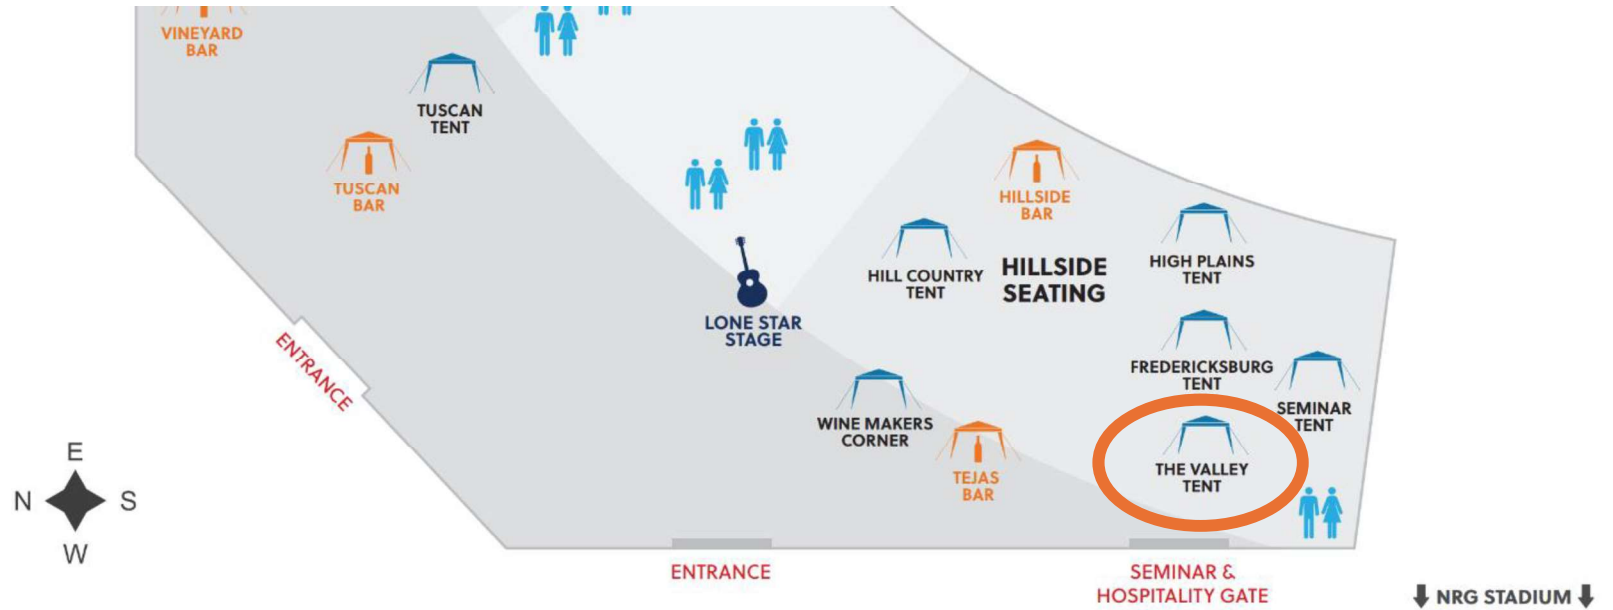 VINEYARD
BAR
TUSCAN
TENT
TUSCAN
BAR
HILLSIDE
BAR
HILL COUNTRY
TENT
HILLSIDE
SEATING
HIGH PLAINS
TENT
LONE STAR
STAGE
ENTRANCE
FREDERICKSBURG
TENT
SEMINAR
TENT
WINE MAKERS
CORNER
TEJAS
BAR
THE VALLEY
TENT
E
N
S
W
ENTRANCE
SEMINAR &
HOSPITALITY GATE
NRG STADIUM